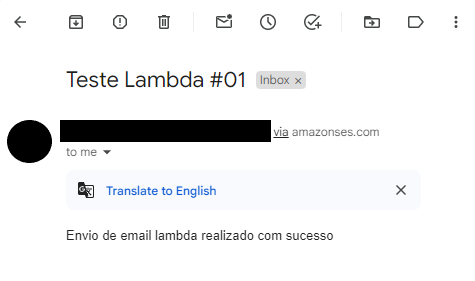 Teste Lambda #01 Inbox ×
via amazonses.com
to me
Translate to English
Envio de email lambda realizado com sucesso